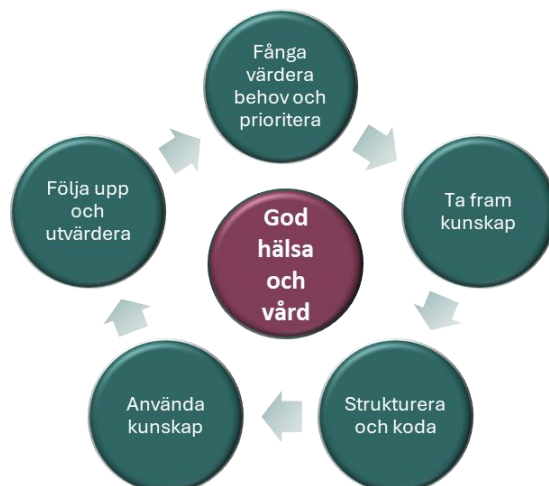 Fånga
värdera
behov och
prioritera
Ta fram
kunskap
Strukturera
och koda
Använda
kunskap
Följa upp
och
utvärdera
God
hälsa
och
vård